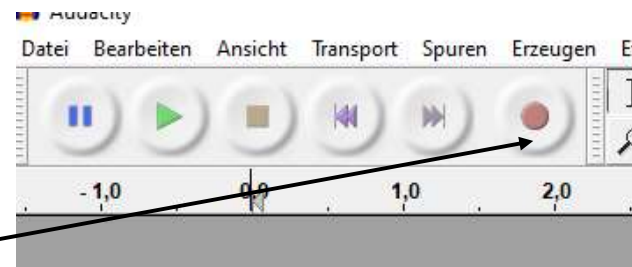 Audacity
Datei Bearbeiten Ansicht Transport Spuren Erzeugen
- 1,0 0,0 1,0 2,0